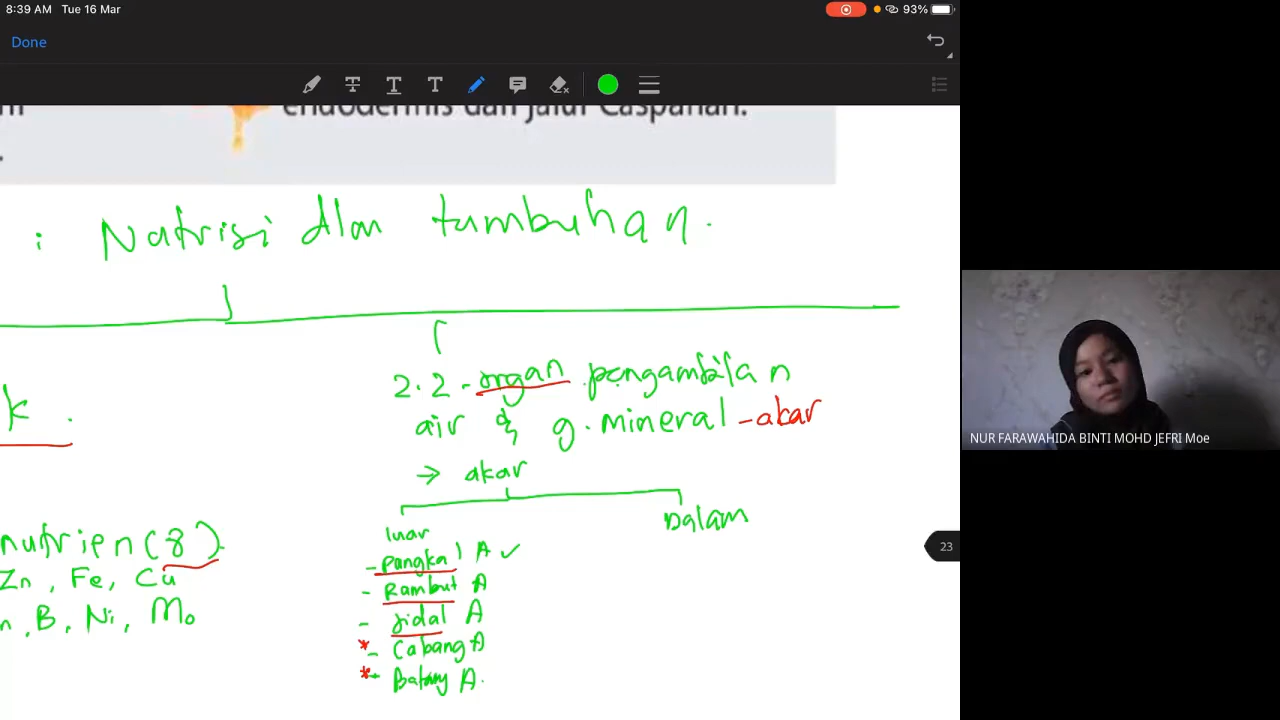 8:39 AM Tue 16 Mar
93%
Done
T T T
endodermis dan jalur Casparian.
: Nutrisi dlm tumbuhan.
k.
2.2 - organ pengambilan
air & g. mineral - akar
→ akar
luar
Dalam
- Pangkal A ✓
- Rambut A
- Jidal A
* - Cabang A
* - Batang A.
nutrien (8).
Zn, Fe, Cu
n, B, Ni, Mo
23
NUR FARAWAHIDA BINTI MOHD JEFRI Moe